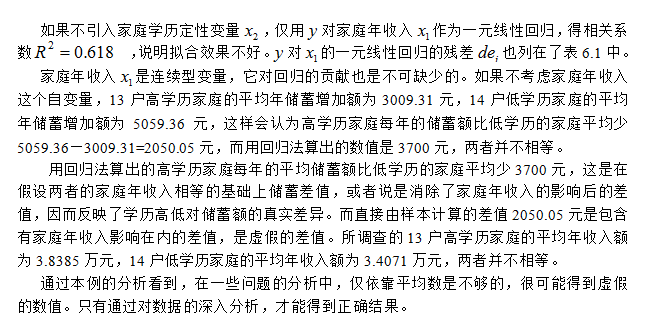 如果不引入家庭学历定性变量 x₂，仅用 y 对家庭年收入 x₁ 作为一元线性回归，得相关系
数 R² = 0.618 ，说明拟合效果不好。y 对 x₁ 的一元线性回归的残差 deᵢ 也列在了表 6.1 中。
家庭年收入 x₁ 是连续型变量，它对回归的贡献也是不可缺少的。如果不考虑家庭年收入
这个自变量，13 户高学历家庭的平均年储蓄增加额为 3009.31 元，14 户低学历家庭的平均
年储蓄增加额为 5059.36 元，这样会认为高学历家庭每年的储蓄额比低学历的家庭平均少
5059.36－3009.31=2050.05 元，而用回归法算出的数值是 3700 元，两者并不相等。
用回归法算出的高学历家庭每年的平均储蓄额比低学历的家庭平均少 3700 元，这是在
假设两者的家庭年收入相等的基础上储蓄差值，或者说是消除了家庭年收入的影响后的差
值，因而反映了学历高低对储蓄额的真实差异。而直接由样本计算的差值 2050.05 元是包含
有家庭年收入影响在内的差值，是虚假的差值。所调查的 13 户高学历家庭的平均年收入额
为 3.8385 万元，14 户低学历家庭的平均年收入额为 3.4071 万元，两者并不相等。
通过本例的分析看到，在一些问题的分析中，仅依靠平均数是不够的，很可能得到虚假
的数值。只有通过对数据的深入分析，才能得到正确结果。